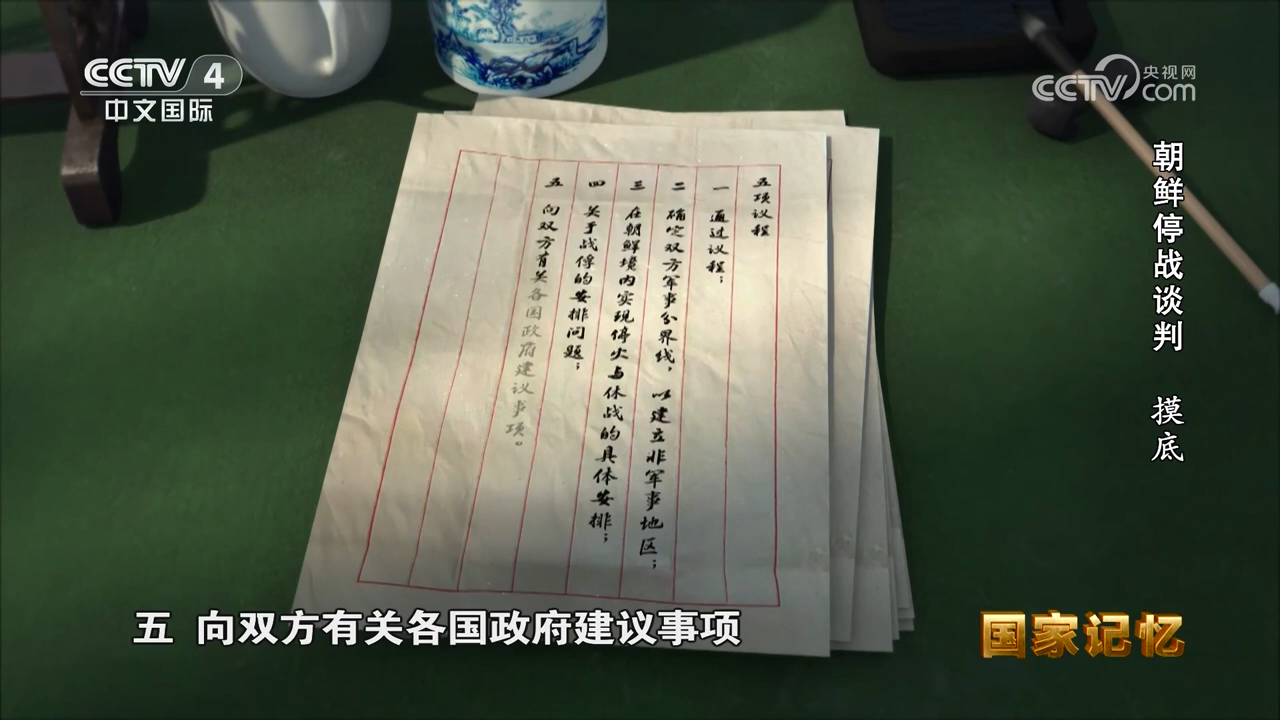 CCTV 4
中文国际
央视网
CCTV com
朝鲜停战谈判 摸底
五项议程
一 通过议程；
二 确定双方军事分界线，以建立非军事地区；
三 在朝鲜境内实现停火与休战的具体安排；
四 关于战俘的安排问题；
五 向双方有关各国政府建议事项。
五 向双方有关各国政府建议事项
国家记忆